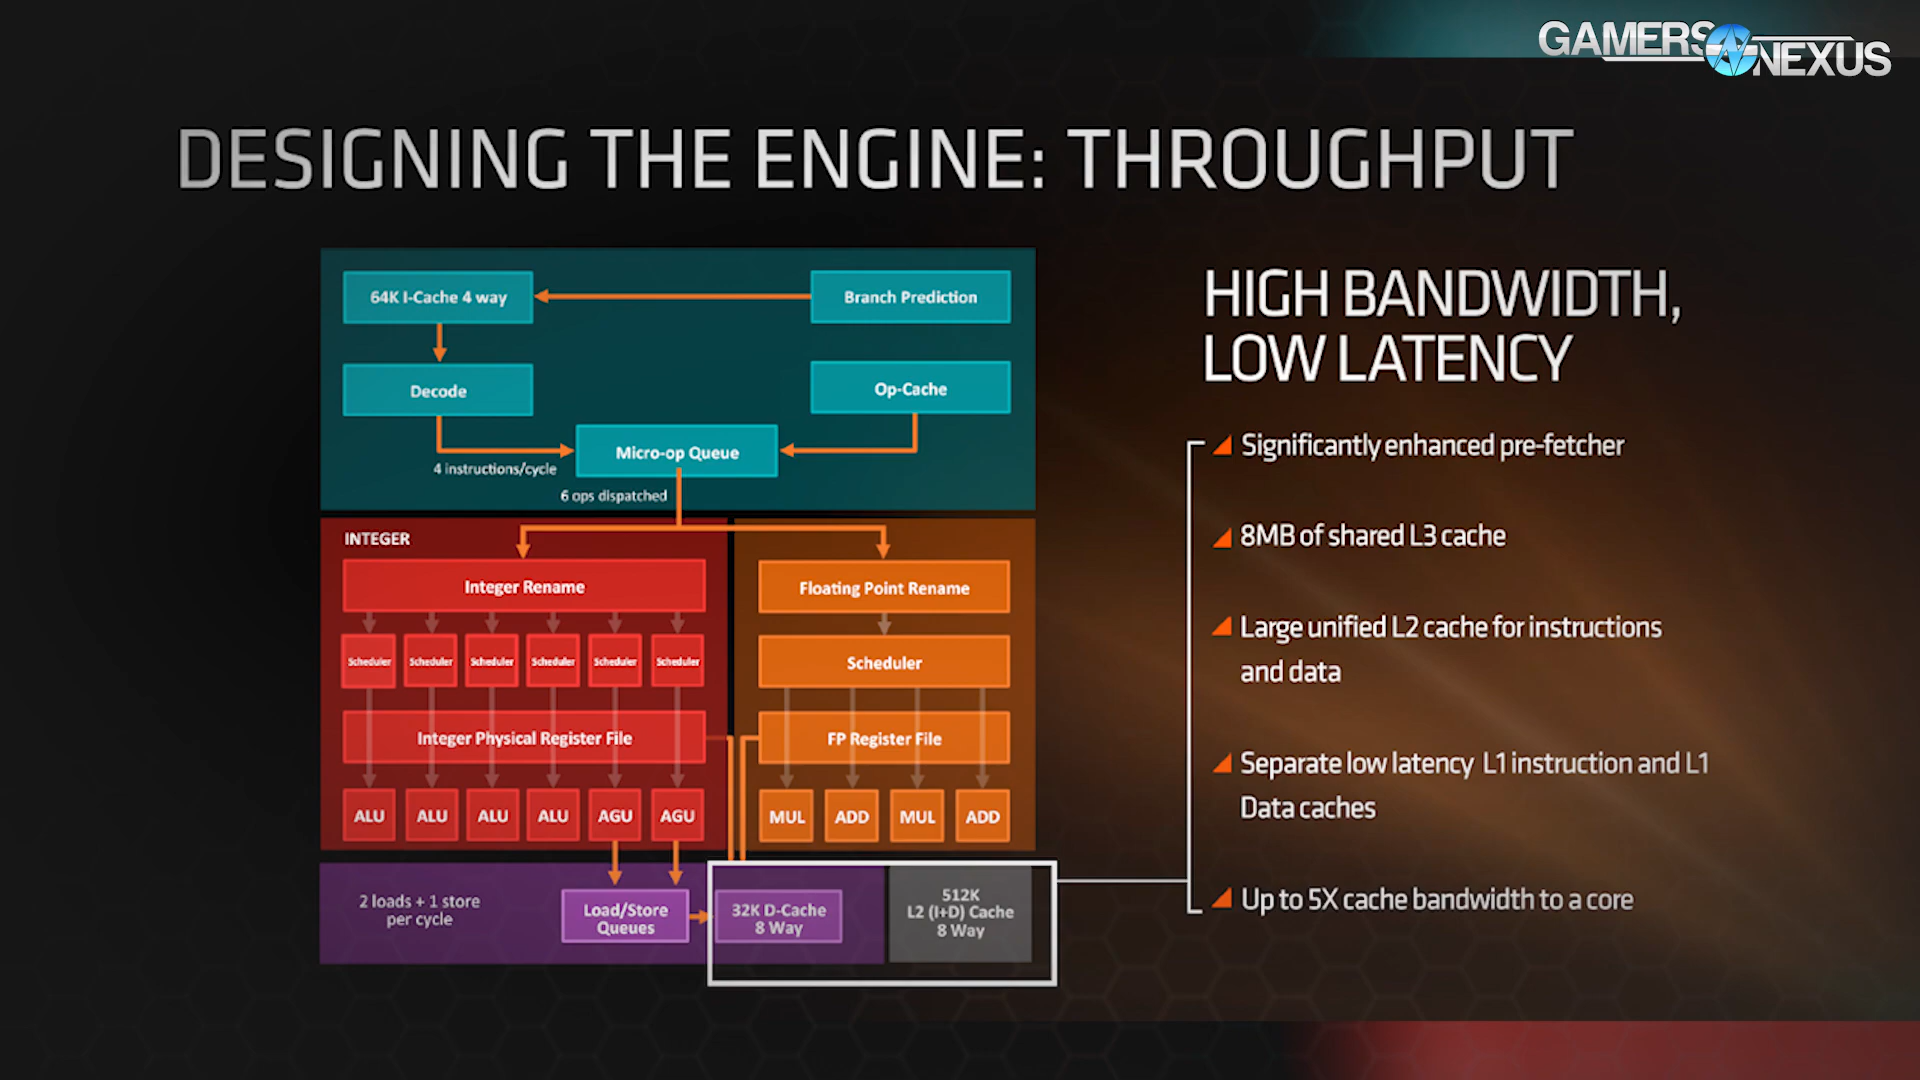 GAMERS NEXUS
DESIGNING THE ENGINE: THROUGHPUT
64K I-Cache 4 way
Branch Prediction
Decode
Op-Cache
Micro-op Queue
4 instructions/cycle
6 ops dispatched
INTEGER
Integer Rename
Floating Point Rename
Scheduler
Scheduler
Scheduler
Scheduler
Scheduler
Scheduler
Scheduler
Integer Physical Register File
FP Register File
ALU
ALU
ALU
ALU
AGU
AGU
MUL
ADD
MUL
ADD
2 loads + 1 store
per cycle
Load/Store
Queues
32K D-Cache
8 Way
512K
L2 (I+D) Cache
8 Way
HIGH BANDWIDTH,
LOW LATENCY
Significantly enhanced pre-fetcher
8MB of shared L3 cache
Large unified L2 cache for instructions
and data
Separate low latency L1 instruction and L1
Data caches
Up to 5X cache bandwidth to a core